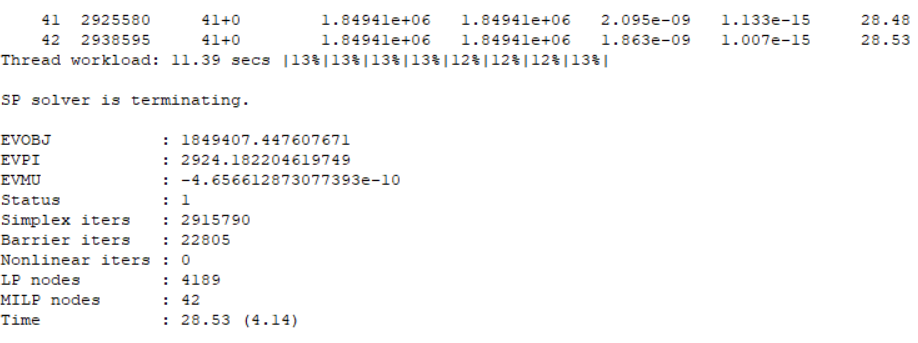 41 2925580 41+0 1.84941e+06 1.84941e+06 2.095e-09 1.133e-15 28.48
42 2938595 41+0 1.84941e+06 1.84941e+06 1.863e-09 1.007e-15 28.53
Thread workload: 11.39 secs |13%|13%|13%|13%|12%|12%|12%|13%|
SP solver is terminating.
EVOBJ : 1849407.447607671
EVPI : 2924.182204619749
EVMU : -4.656612873077393e-10
Status : 1
Simplex iters : 2915790
Barrier iters : 22805
Nonlinear iters : 0
LP nodes : 4189
MILP nodes : 42
Time : 28.53 (4.14)